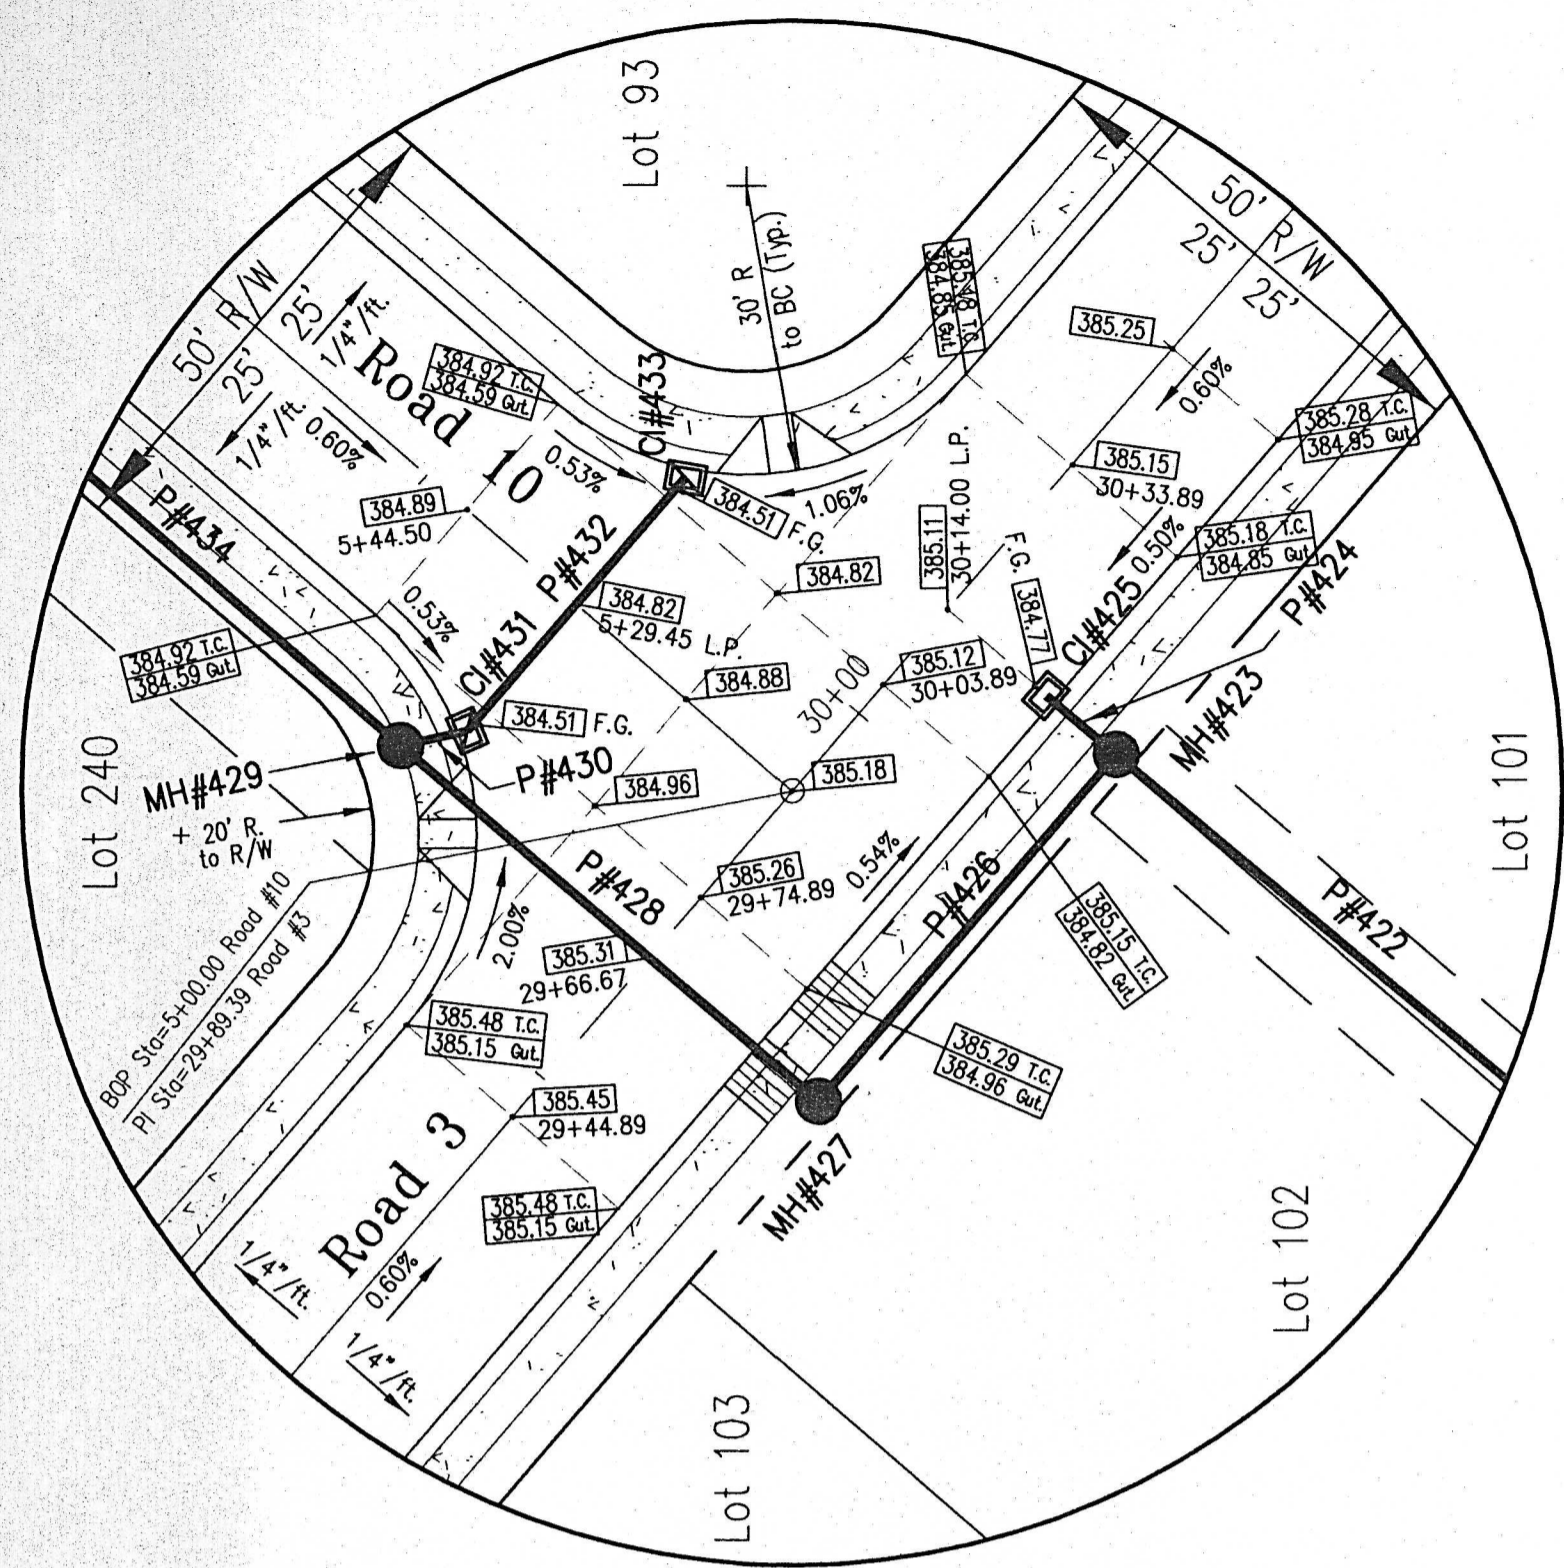 Lot 93
50' R/W
25'
25'
1/4"/ft.
1/4"/ft.
0.60%
Road 10
30' R
to BC (Typ.)
50' R/W
25'
25'
385.48 T.C.
384.85 Gut.
385.25
0.60%
385.28 T.C.
384.95 Gut.
384.92 T.C.
384.59 Gut.
CI#433
0.53%
384.51 F.G.
1.06%
385.15
30+33.89
P#434
384.89
5+44.50
P#432
385.11
30+14.00 L.P.
F.G. 384.77
0.50%
385.18 T.C.
384.85 Gut.
P#424
CI#425
384.82
0.53%
CI#431
384.82
5+29.45 L.P.
384.92 T.C.
384.59 Gut.
384.88
30+00
385.12
30+03.89
MH#423
384.51 F.G.
P#430
Lot 240
MH#429
+ 20' R.
to R/W
384.96
385.18
Lot 101
BOP Sta=5+00.00 Road #10
PI Sta=29+89.39 Road #3
P#428
385.26
29+74.89
0.54%
P#426
P#422
385.15 T.C.
384.82 Gut.
2.00%
385.31
29+66.67
385.48 T.C.
385.15 Gut.
385.29 T.C.
384.96 Gut.
385.45
29+44.89
MH#427
Road 3
385.48 T.C.
385.15 Gut.
1/4"/ft.
0.60%
1/4"/ft.
Lot 102
Lot 103